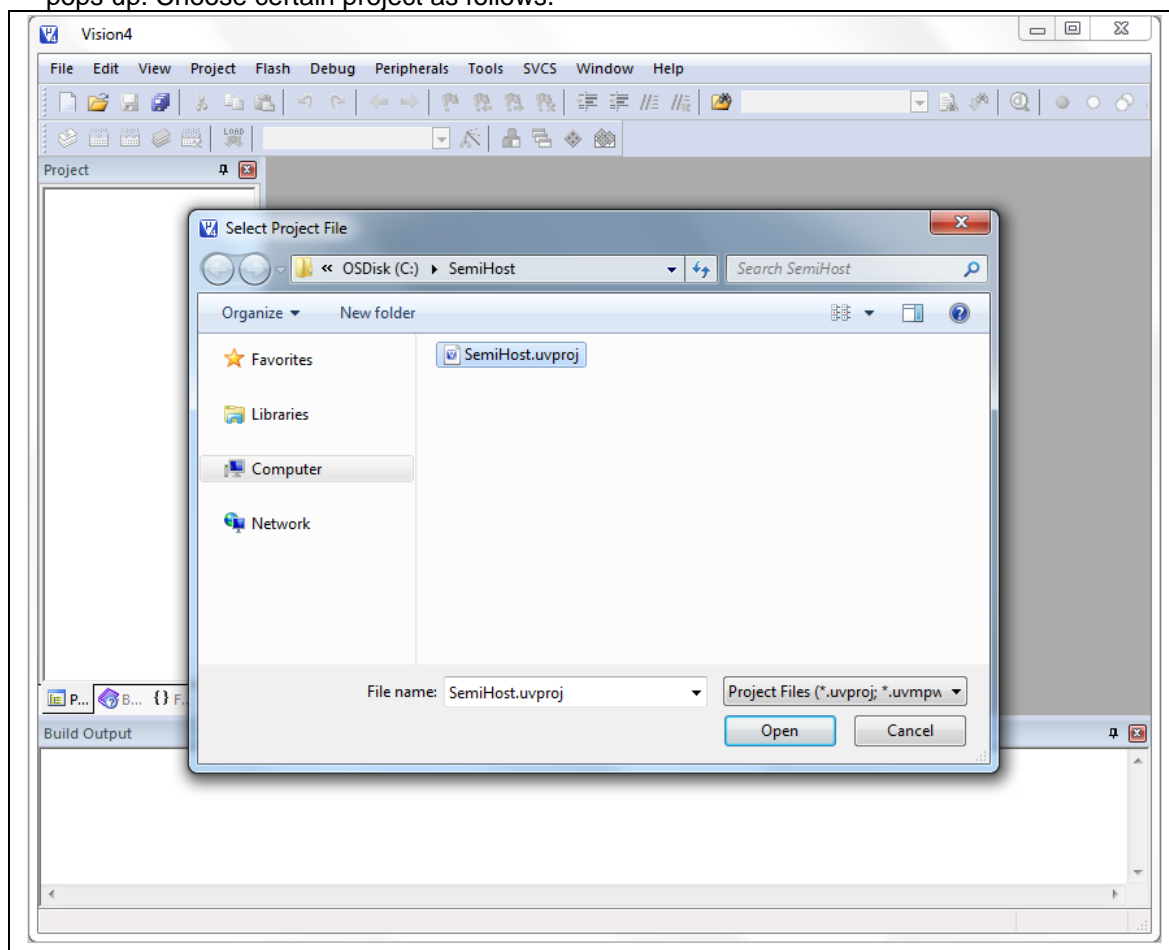 pops up. Choose certain project as follows.
Vision4
File Edit View Project Flash Debug Peripherals Tools SVCS Window Help
LOAD
Project
Select Project File
« OSDisk (C:) ▸ SemiHost
Search SemiHost
Organize New folder
Favorites
SemiHost.uvproj
Libraries
Computer
Network
File name: SemiHost.uvproj
Project Files (*.uvproj; *.uvmpw
P... B... {} F...
Open Cancel
Build Output